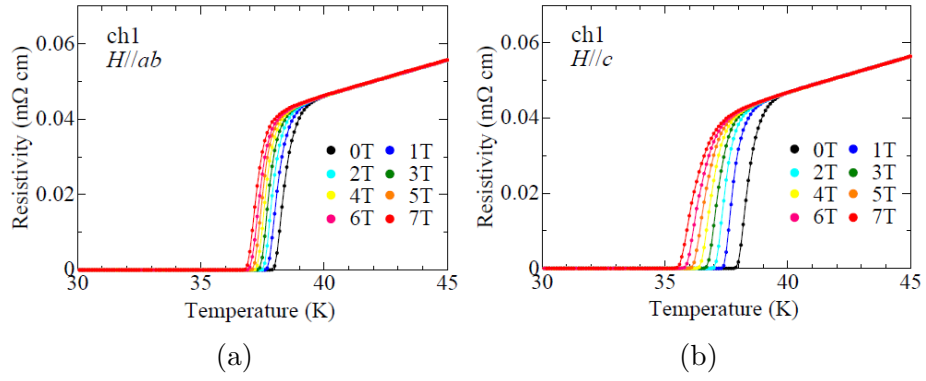 ch1
H//ab
Resistivity (mΩ cm)
0.06
0.04
0.02
0
0T 1T
2T 3T
4T 5T
6T 7T
30 35 40 45
Temperature (K)
(a)
ch1
H//c
Resistivity (mΩ cm)
0.06
0.04
0.02
0
0T 1T
2T 3T
4T 5T
6T 7T
30 35 40 45
Temperature (K)
(b)